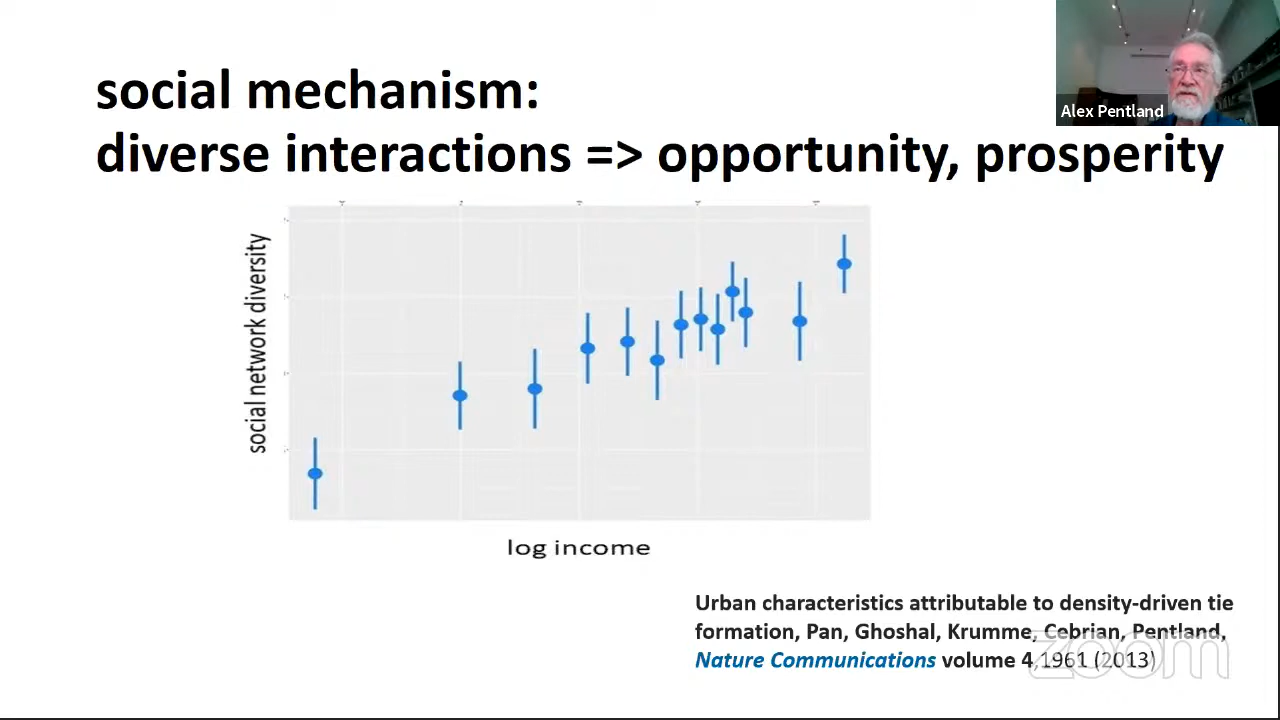 Alex Pentland
social mechanism:
diverse interactions => opportunity, prosperity
social network diversity
log income
Urban characteristics attributable to density-driven tie
formation, Pan, Ghoshal, Krumme, Cebrian, Pentland,
Nature Communications volume 4,1961 (2013)
zoom